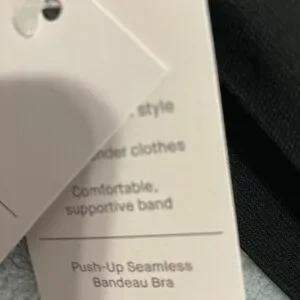 style
under clothes
Comfortable,
supportive band
Push-Up Seamless
Bandeau Bra